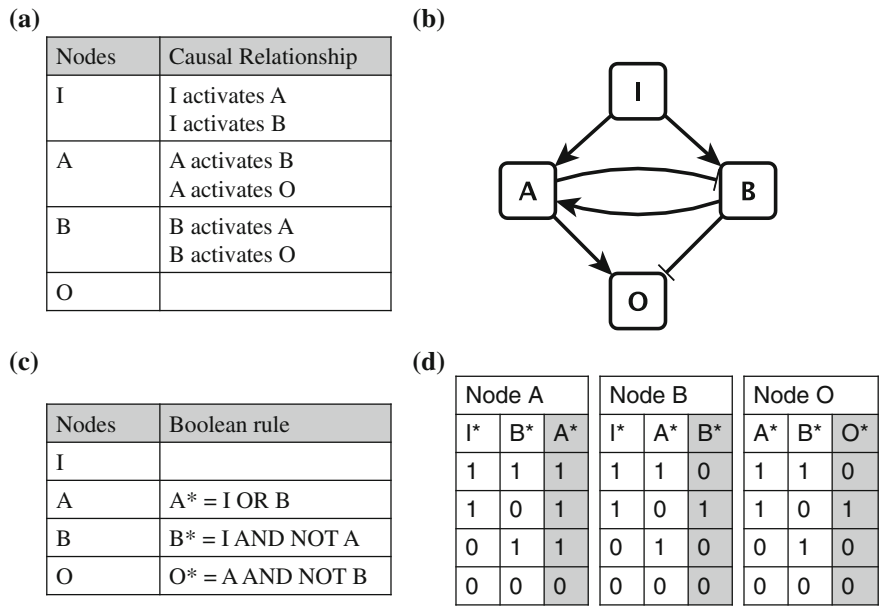 (a)
Nodes Causal Relationship
I I activates A
I activates B
A A activates B
A activates O
B B activates A
B activates O
O
(b)
I
A B
O
(c)
Nodes Boolean rule
I
A A* = I OR B
B B* = I AND NOT A
O O* = A AND NOT B
(d)
Node A Node B Node O
I* B* A* I* A* B* A* B* O*
1 1 1 1 1 0 1 1 0
1 0 1 1 0 1 1 0 1
0 1 1 0 1 0 0 1 0
0 0 0 0 0 0 0 0 0